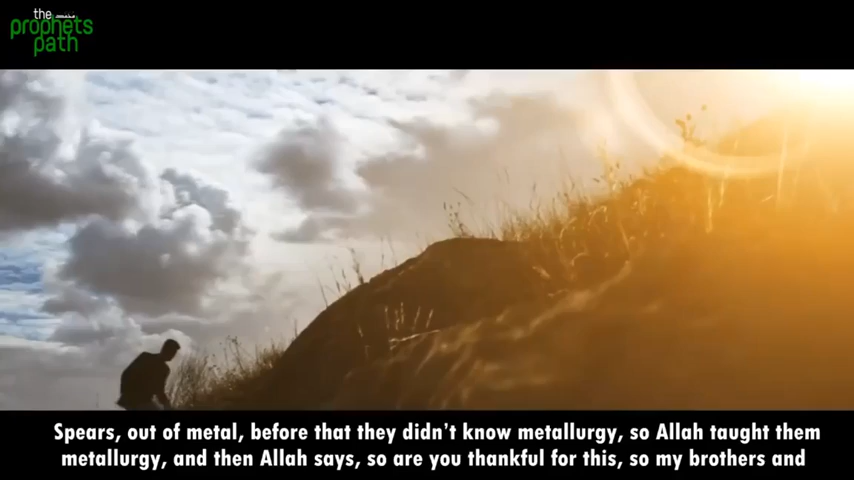 the
prophets
path
Spears, out of metal, before that they didn't know metallurgy, so Allah taught them
metallurgy, and then Allah says, so are you thankful for this, so my brothers and